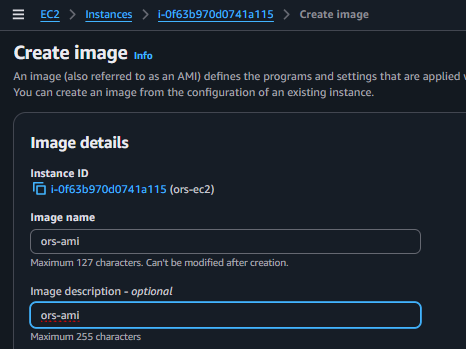 EC2 > Instances > i-0f63b970d0741a115 > Create image
Create image Info
An image (also referred to as an AMI) defines the programs and settings that are applied
You can create an image from the configuration of an existing instance.
Image details
Instance ID
i-0f63b970d0741a115 (ors-ec2)
Image name
ors-ami
Maximum 127 characters. Can't be modified after creation.
Image description - optional
ors-ami
Maximum 255 characters